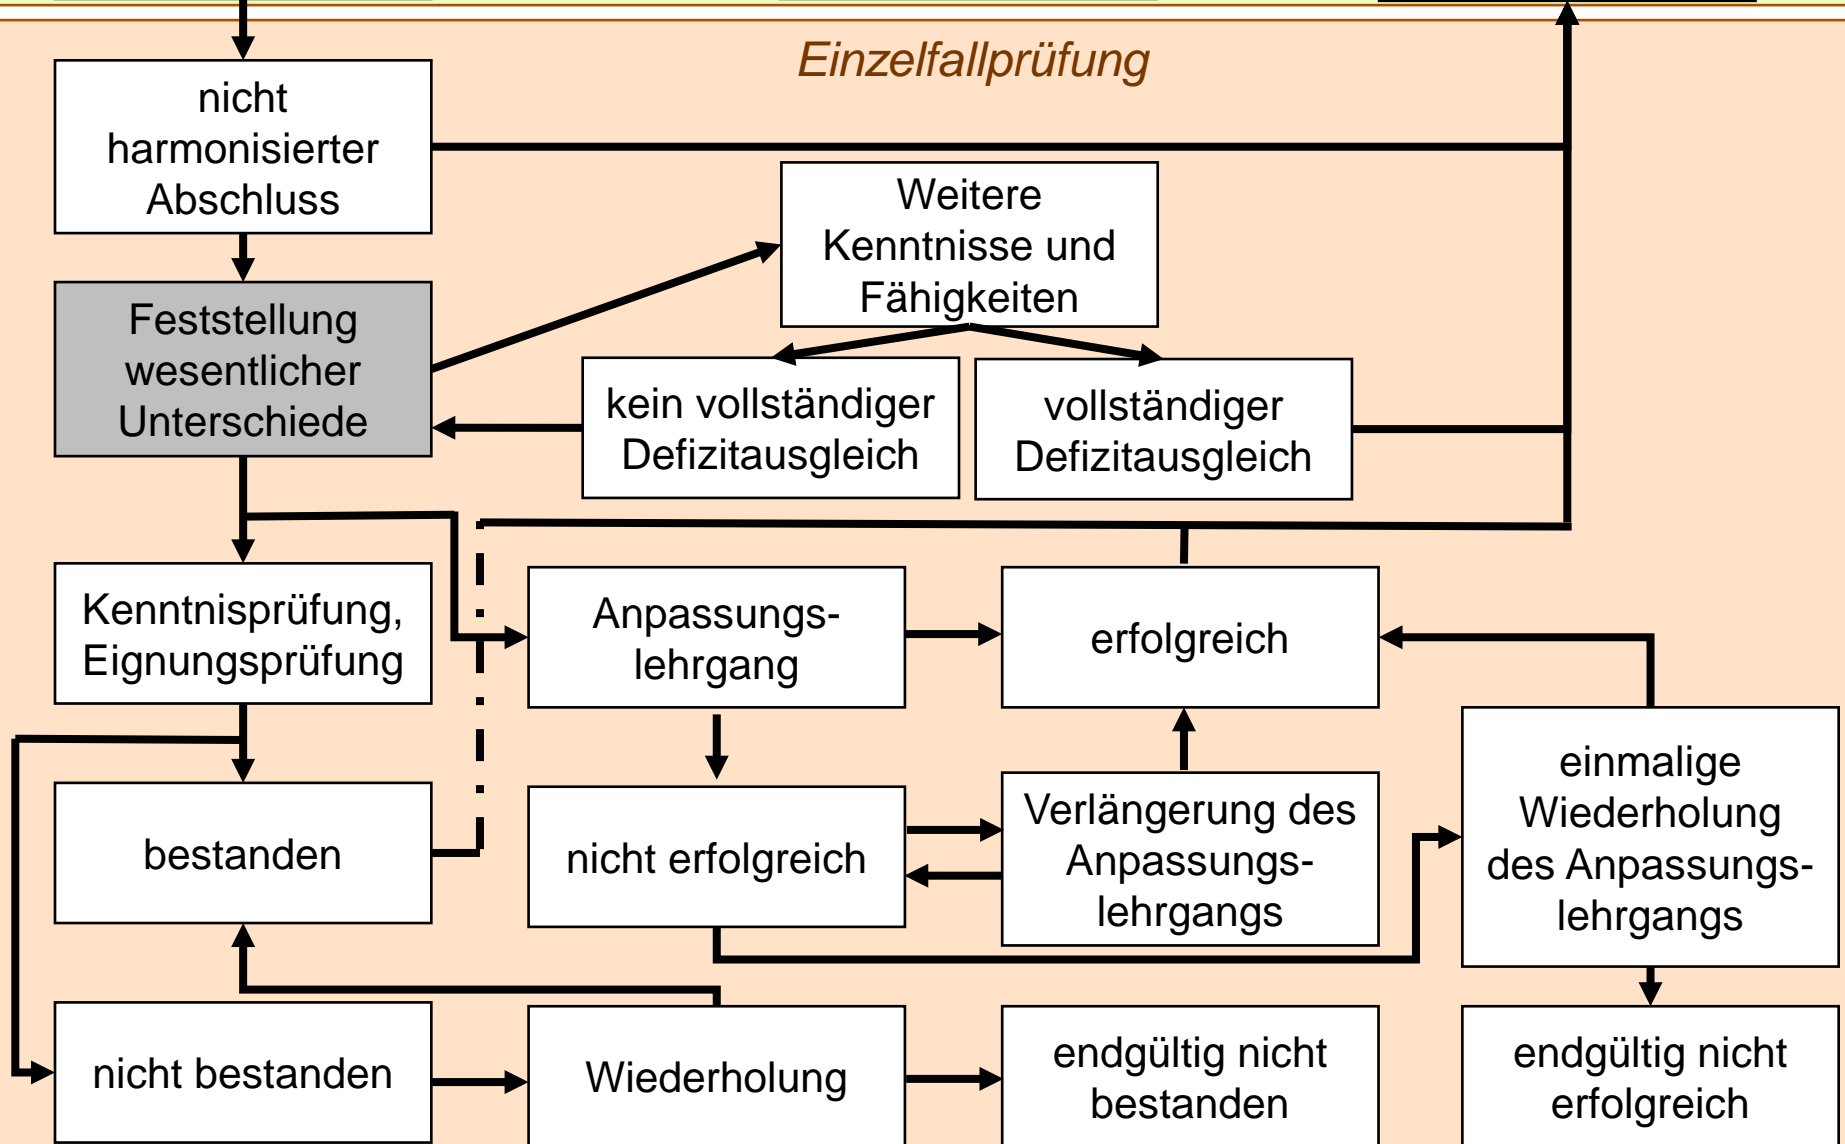 Einzelfallprüfung
nicht
harmonisierter
Abschluss
Weitere
Kenntnisse und
Fähigkeiten
Feststellung
wesentlicher
Unterschiede
kein vollständiger
Defizitausgleich
vollständiger
Defizitausgleich
Kenntnisprüfung,
Eignungsprüfung
Anpassungs-
lehrgang
erfolgreich
bestanden
nicht erfolgreich
Verlängerung des
Anpassungs-
lehrgangs
einmalige
Wiederholung
des Anpassungs-
lehrgangs
nicht bestanden
Wiederholung
endgültig nicht
bestanden
endgültig nicht
erfolgreich